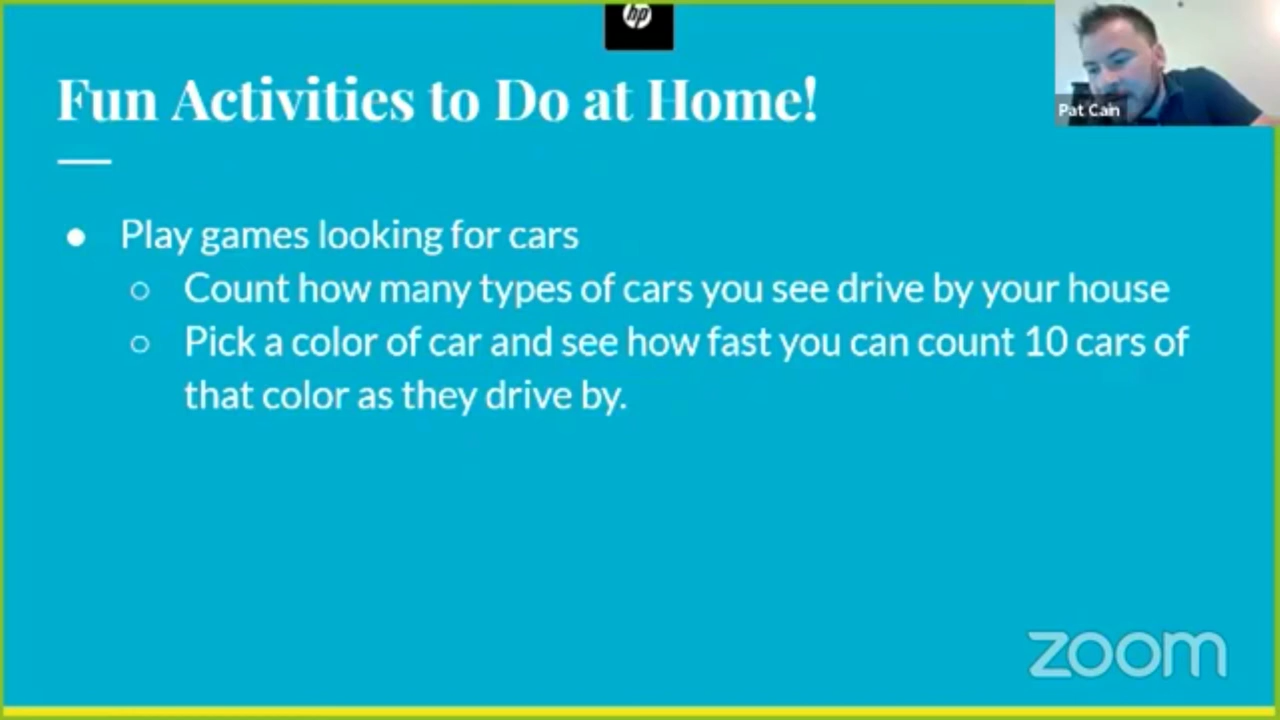 hp
Fun Activities to Do at Home!
Pat Cain
Play games looking for cars
Count how many types of cars you see drive by your house
Pick a color of car and see how fast you can count 10 cars of
that color as they drive by.
zoom